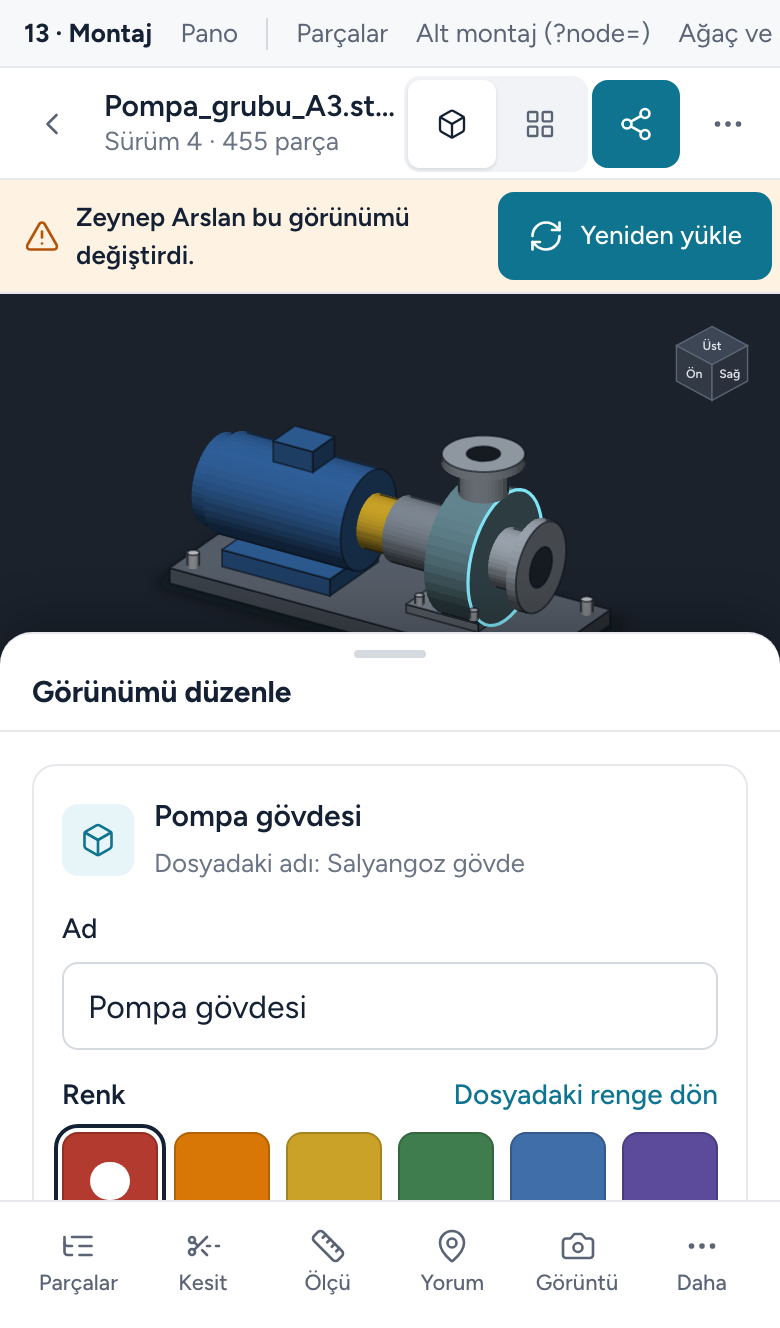 13 · Montaj Pano Parçalar Alt montaj (?node=) Ağaç ve
Pompa_grubu_A3.st...
Sürüm 4 · 455 parça
Zeynep Arslan bu görünümü
değiştirdi.
Yeniden yükle
Üst
Ön Sağ
Görünümü düzenle
Pompa gövdesi
Dosyadaki adı: Salyangoz gövde
Ad
Pompa gövdesi
Renk Dosyadaki renge dön
Parçalar Kesit Ölçü Yorum Görüntü Daha